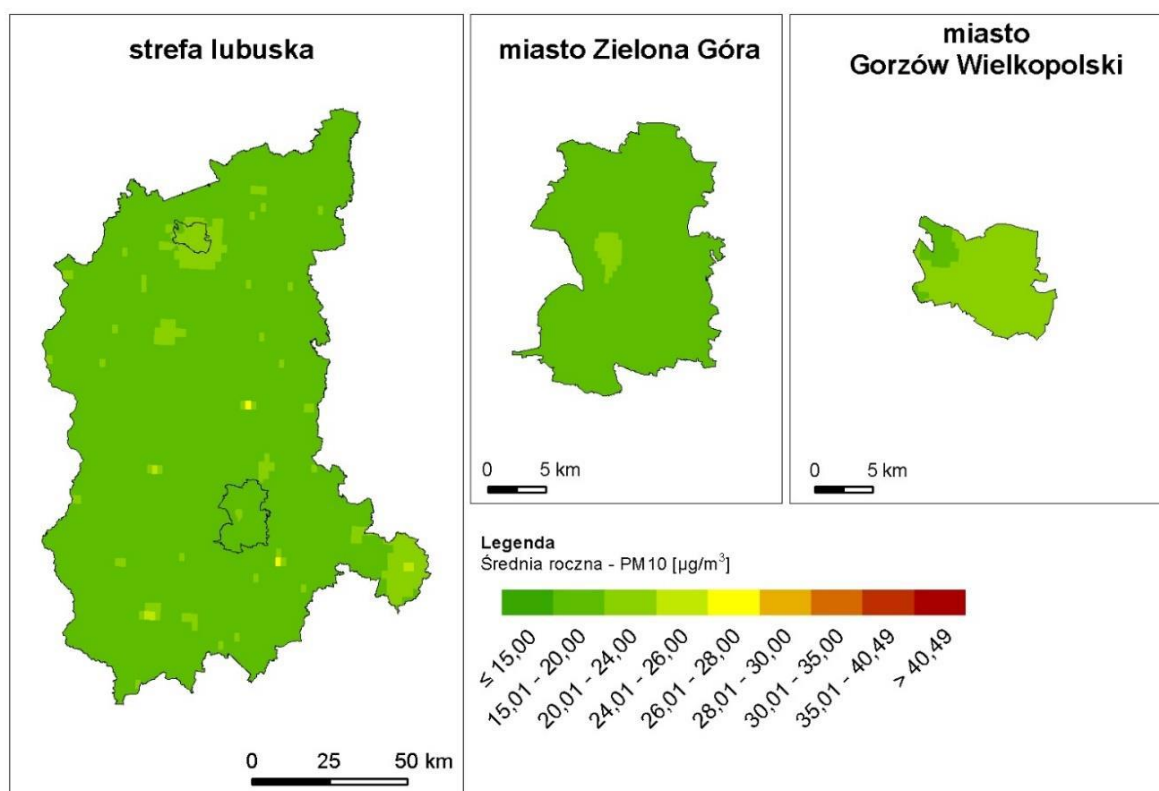 strefa lubuska
miasto Zielona Góra
miasto
Gorzów Wielkopolski
0 5 km
0 5 km
Legenda
Średnia roczna - PM10 [µg/m³]
≤ 15,00
15,01 - 20,00
20,01 - 24,00
24,01 - 26,00
26,01 - 28,00
28,01 - 30,00
30,01 - 35,00
35,01 - 40,49
> 40,49
0 25 50 km